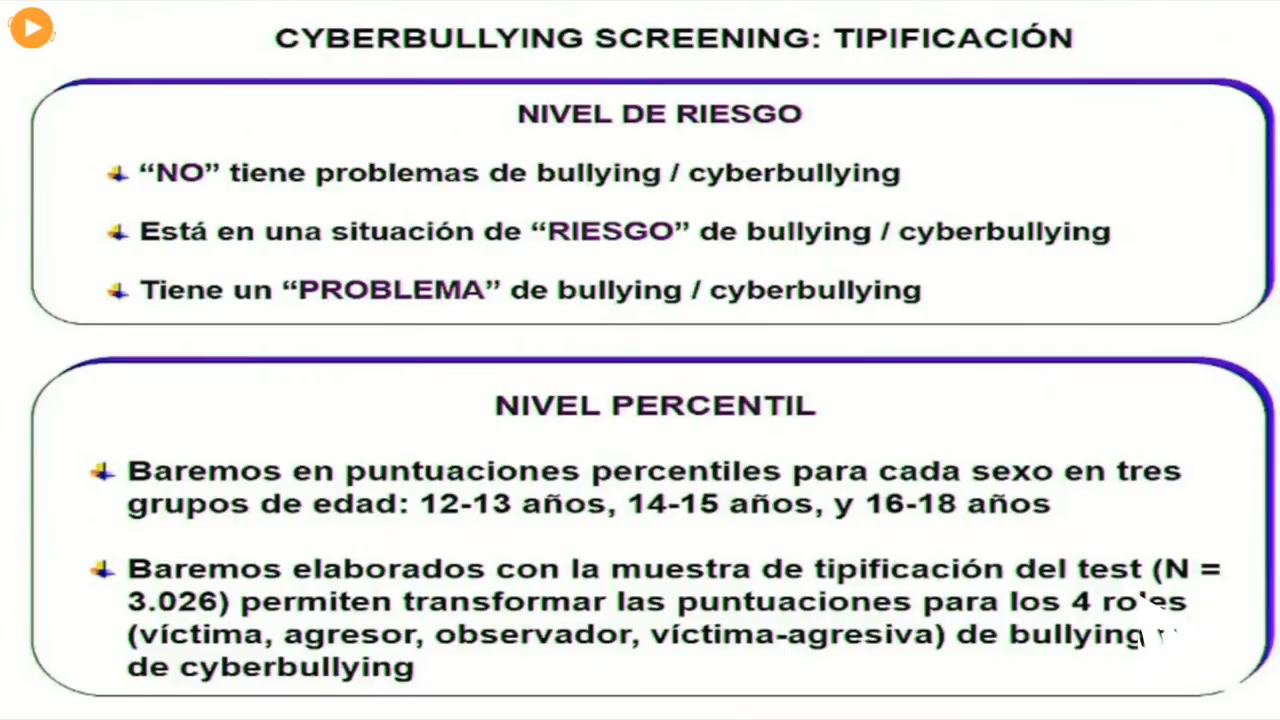 CYBERBULLYING SCREENING: TIPIFICACIÓN
NIVEL DE RIESGO
“NO” tiene problemas de bullying / cyberbullying
Está en una situación de “RIESGO” de bullying / cyberbullying
Tiene un “PROBLEMA” de bullying / cyberbullying
NIVEL PERCENTIL
Baremos en puntuaciones percentiles para cada sexo en tres
grupos de edad: 12-13 años, 14-15 años, y 16-18 años
Baremos elaborados con la muestra de tipificación del test (N =
3.026) permiten transformar las puntuaciones para los 4 roles
(víctima, agresor, observador, víctima-agresiva) de bullying
de cyberbullying